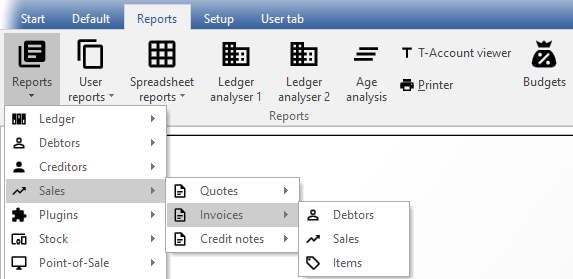 Start Default Reports Setup User tab
Reports
User reports
Spreadsheet reports
Ledger analyser 1
Ledger analyser 2
Age analysis
T-Account viewer
Printer
Budgets
Reports
Ledger
Debtors
Creditors
Sales
Plugins
Stock
Point-of-Sale
Quotes
Invoices
Credit notes
Debtors
Sales
Items